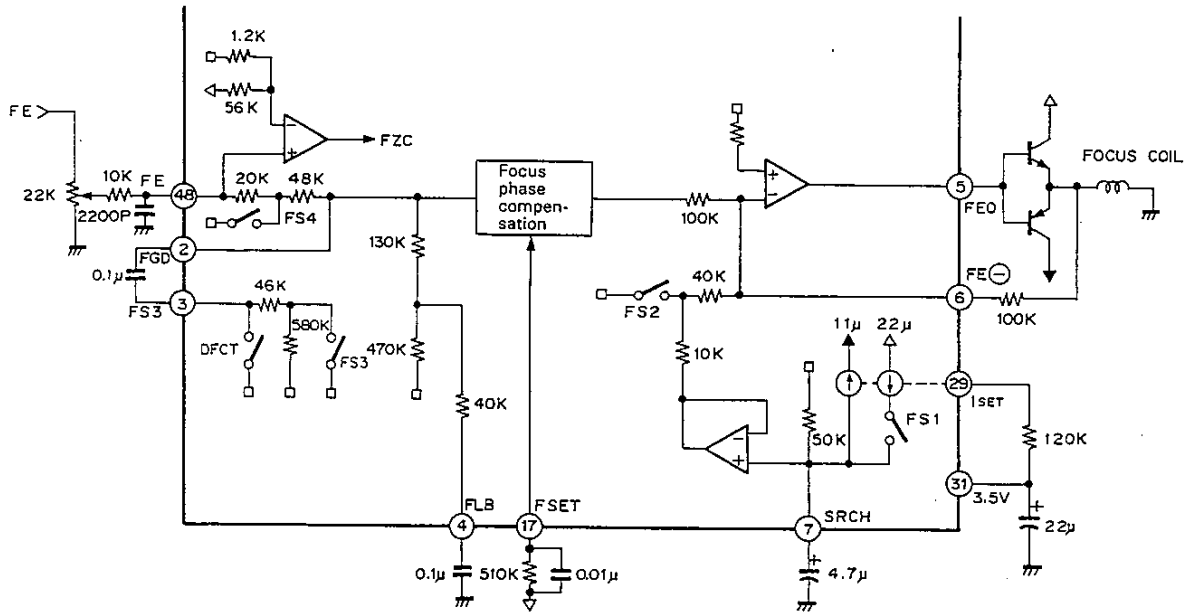 1.2K
56K
FZC
FE
22K
10K
FE
48
2200P
20K
48K
FS4
Focus
phase
compen-
sation
100K
5
FEO
FOCUS COIL
FGD
2
0.1μ
3
FS3
46K
580K
DFCT
FS3
130K
470K
40K
FS2
40K
10K
6
FE⊖
100K
11μ
22μ
29
ISET
FS1
50K
120K
31
3.5V
+
22μ
FLB
4
FSET
17
SRCH
7
0.1μ
510K
0.01μ
+
4.7μ